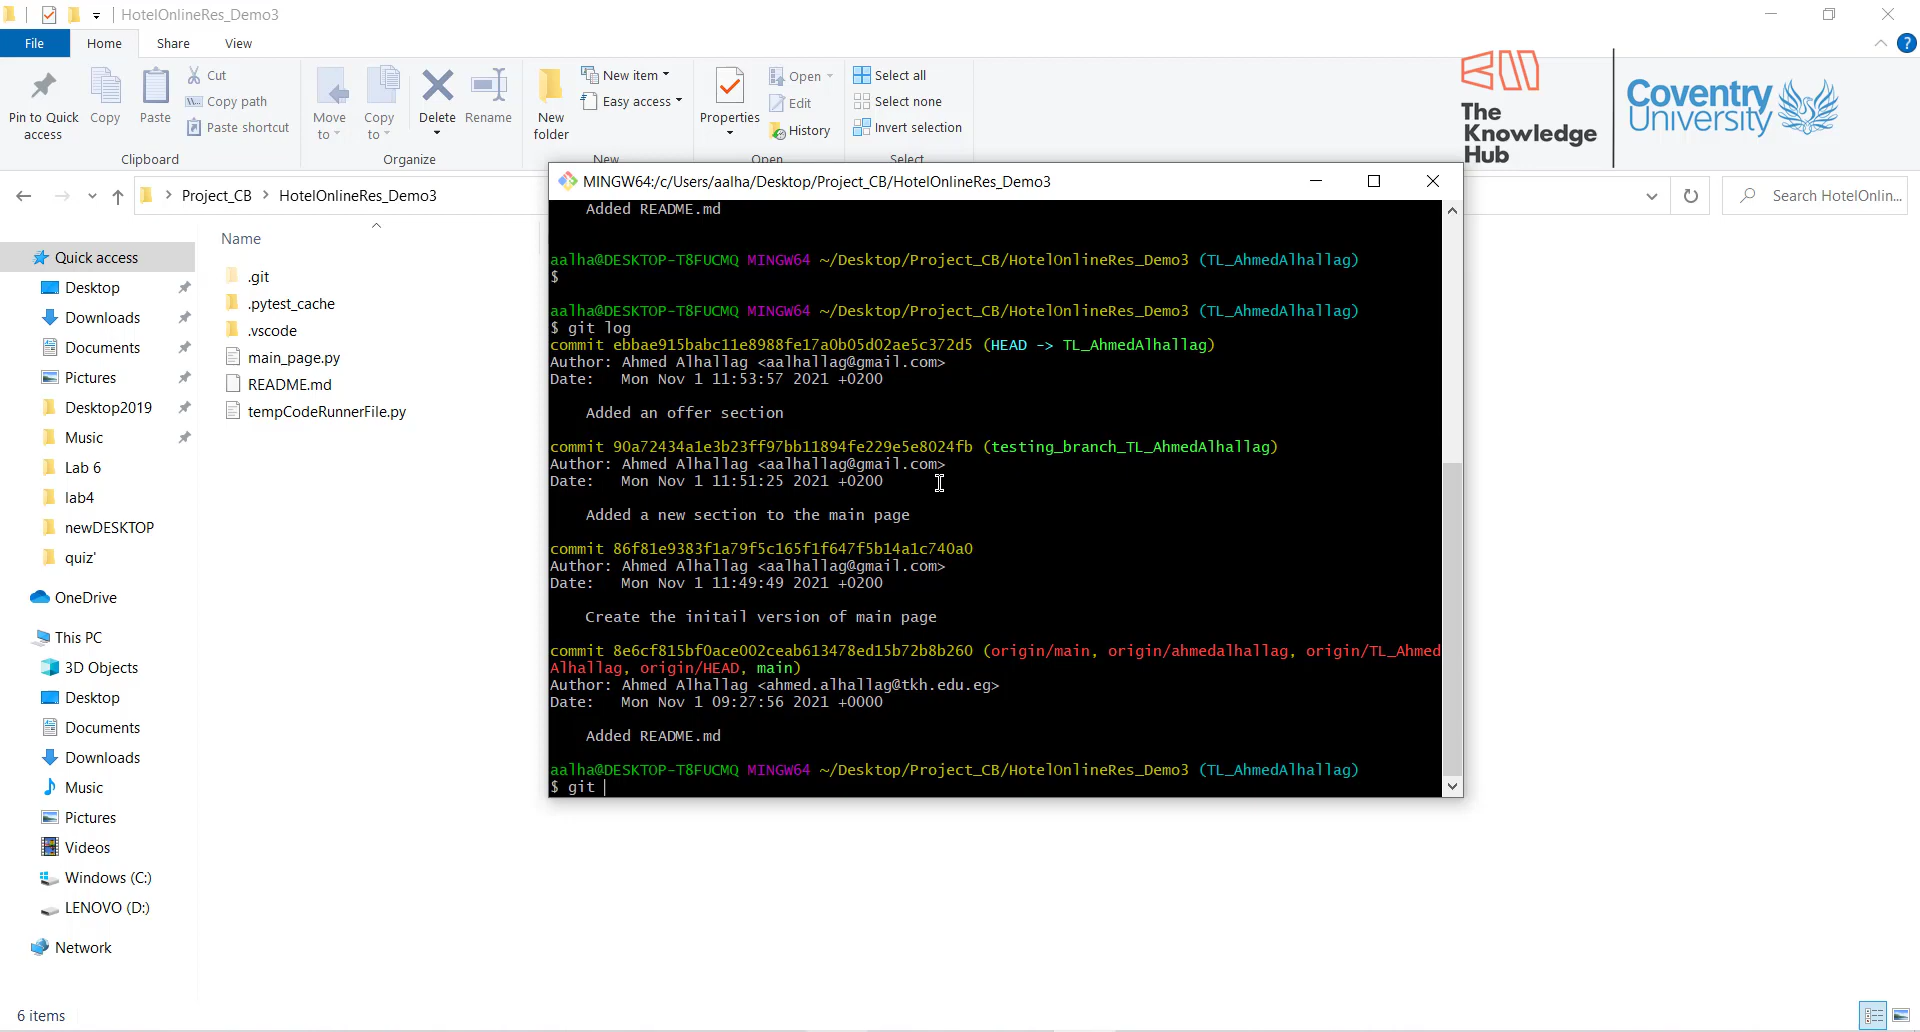 HotelOnlineRes_Demo3
File Home Share View
Pin to Quick access
Copy
Paste
Cut
Copy path
Paste shortcut
Clipboard
Move to
Copy to
Delete
Rename
Organize
New folder
New item
Easy access
New
Properties
Open
Edit
History
Open
Select all
Select none
Invert selection
Select
The Knowledge Hub
Coventry University
Project_CB > HotelOnlineRes_Demo3
Search HotelOnlin...
Quick access
Desktop
Downloads
Documents
Pictures
Desktop2019
Music
Lab 6
lab4
newDESKTOP
quiz'
OneDrive
This PC
3D Objects
Desktop
Documents
Downloads
Music
Pictures
Videos
Windows (C:)
LENOVO (D:)
Network
6 items
Name
.git
.pytest_cache
.vscode
main_page.py
README.md
tempCodeRunnerFile.py
MINGW64:/c/Users/aalha/Desktop/Project_CB/HotelOnlineRes_Demo3
Added README.md
aalha@DESKTOP-T8FUCMQ MINGW64 ~/Desktop/Project_CB/HotelOnlineRes_Demo3 (TL_AhmedAlhallag)
$
aalha@DESKTOP-T8FUCMQ MINGW64 ~/Desktop/Project_CB/HotelOnlineRes_Demo3 (TL_AhmedAlhallag)
$ git log
commit ebbae915babc11e8988fe17a0b05d02ae5c372d5 (HEAD -> TL_AhmedAlhallag)
Author: Ahmed Alhallag <aalhallag@gmail.com>
Date:   Mon Nov 1 11:53:57 2021 +0200
Added an offer section
commit 90a72434a1e3b23ff97bb11894fe229e5e8024fb (testing_branch_TL_AhmedAlhallag)
Author: Ahmed Alhallag <aalhallag@gmail.com>
Date:   Mon Nov 1 11:51:25 2021 +0200
Added a new section to the main page
commit 86f81e9383f1a79f5c165f1f647f5b14a1c740a0
Author: Ahmed Alhallag <aalhallag@gmail.com>
Date:   Mon Nov 1 11:49:49 2021 +0200
Create the initail version of main page
commit 8e6cf815bf0ace002ceab613478ed15b72b8b260 (origin/main, origin/ahmedalhallag, origin/TL_Ahmed
Alhallag, origin/HEAD, main)
Author: Ahmed Alhallag <ahmed.alhallag@tkh.edu.eg>
Date:   Mon Nov 1 09:27:56 2021 +0000
Added README.md
aalha@DESKTOP-T8FUCMQ MINGW64 ~/Desktop/Project_CB/HotelOnlineRes_Demo3 (TL_AhmedAlhallag)
$ git